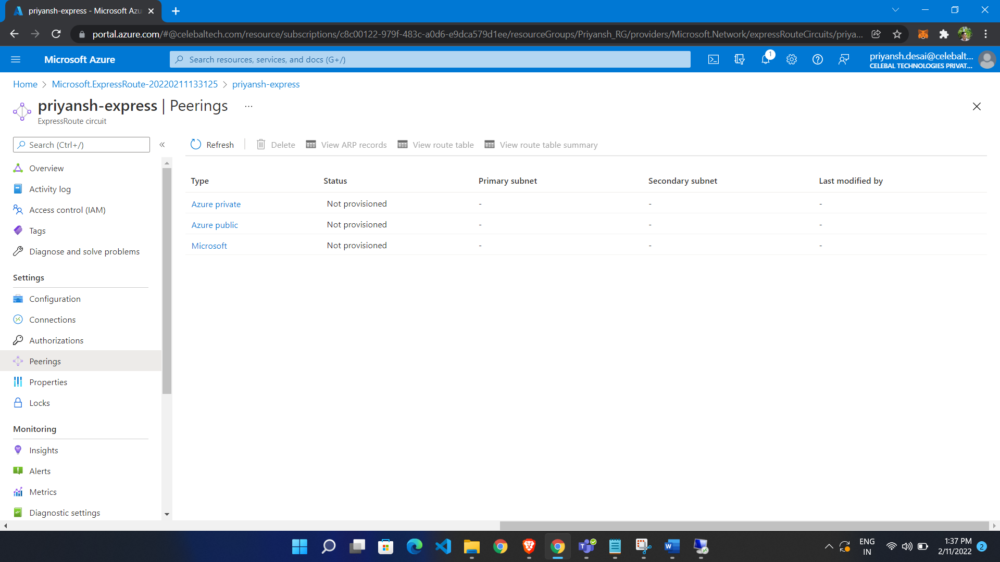 priyansh-express - Microsoft Azu
portal.azure.com/#@celebaltech.com/resource/subscriptions/c8c00122-979f-483c-a0d6-e9dca579d1ee/resourceGroups/Priyansh_RG/providers/Microsoft.Network/expressRouteCircuits/priya...
Microsoft Azure
Search resources, services, and docs (G+/)
1
priyansh.desai@celebalt...
CELEBAL TECHNOLOGIES PRIVAT...
Home > Microsoft.ExpressRoute-20220211133125 > priyansh-express
priyansh-express | Peerings ...
ExpressRoute circuit
Search (Ctrl+/) «
Refresh Delete View ARP records View route table View route table summary
Overview
Activity log
Access control (IAM)
Tags
Diagnose and solve problems
Settings
Configuration
Connections
Authorizations
Peerings
Properties
Locks
Monitoring
Insights
Alerts
Metrics
Diagnostic settings
Type Status Primary subnet Secondary subnet Last modified by
Azure private Not provisioned - - -
Azure public Not provisioned - - -
Microsoft Not provisioned - - -
ENG
IN
1:37 PM
2/11/2022
2